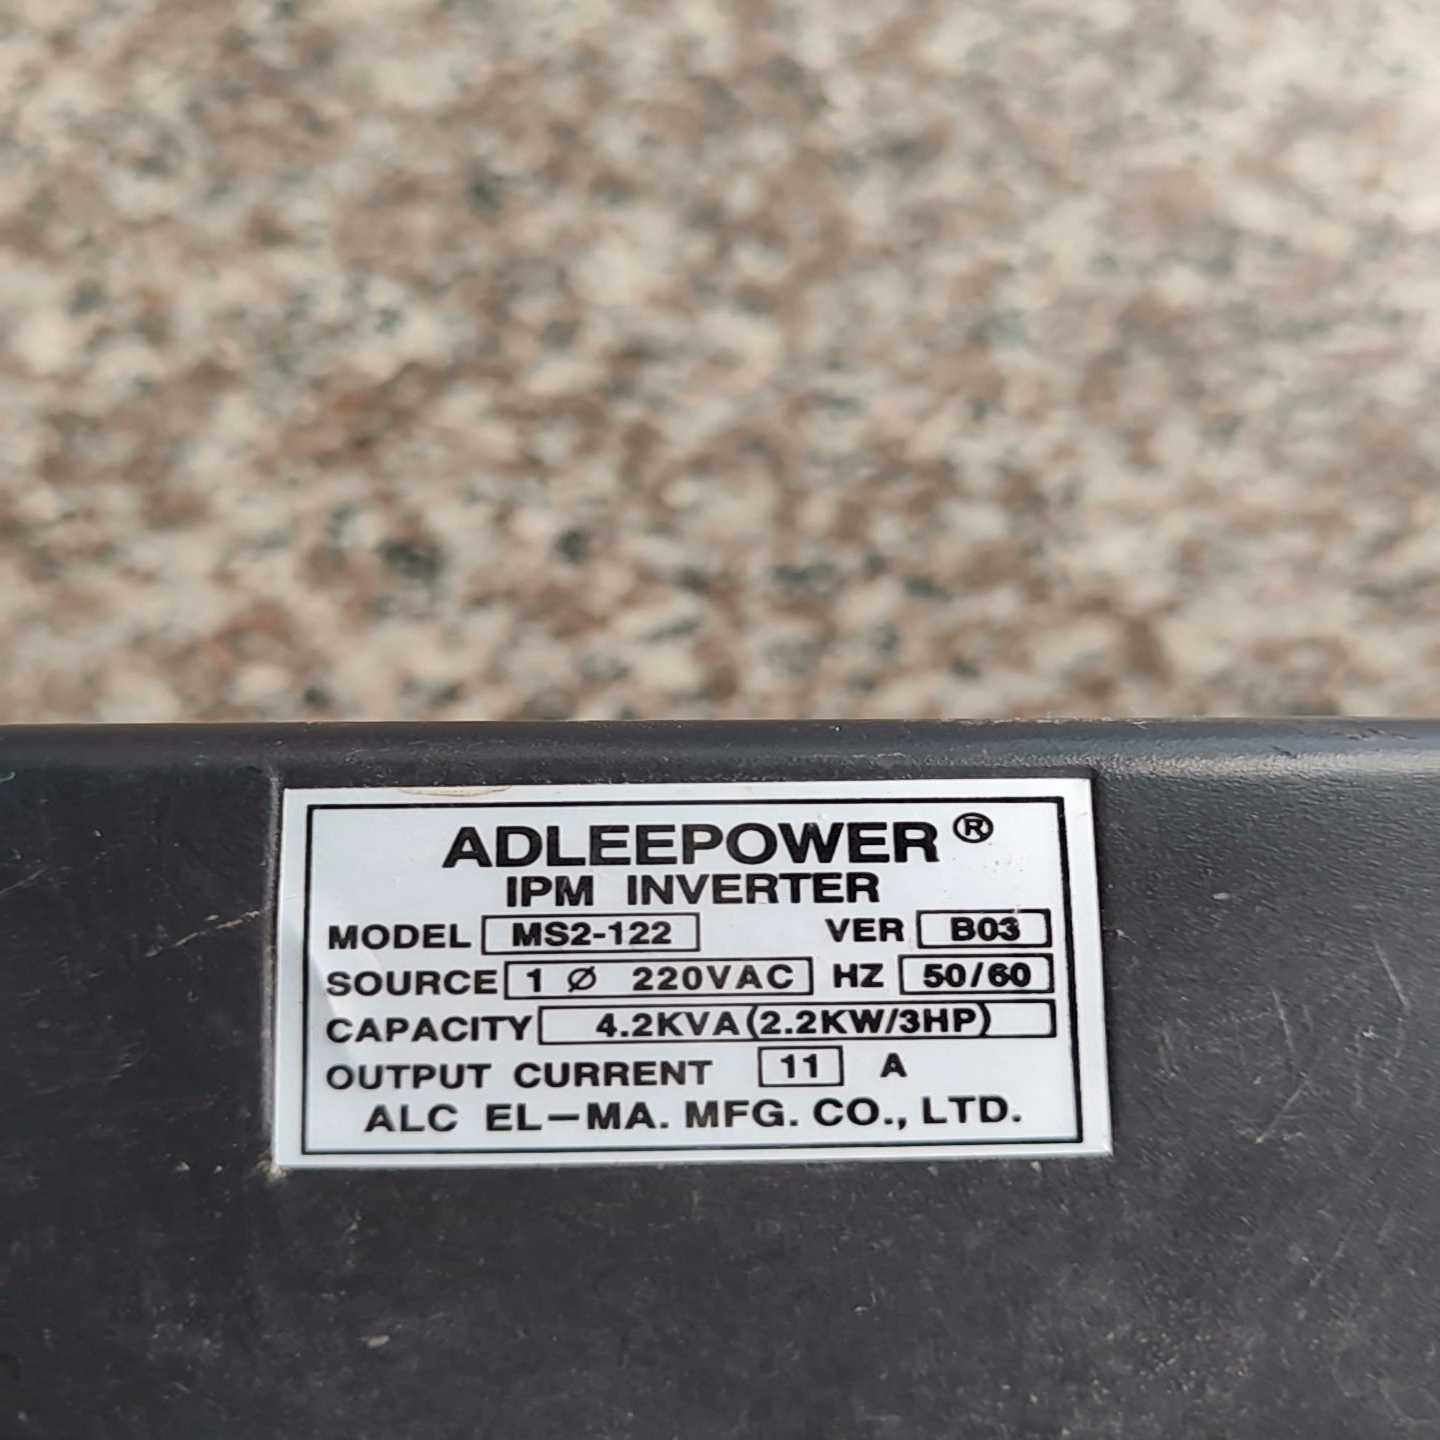 ADLEEPOWER®
IPM INVERTER
MODEL MS2-122 VER B03
SOURCE 1 Ø 220VAC HZ 50/60
CAPACITY 4.2KVA(2.2KW/3HP)
OUTPUT CURRENT 11 A
ALC EL-MA. MFG. CO., LTD.